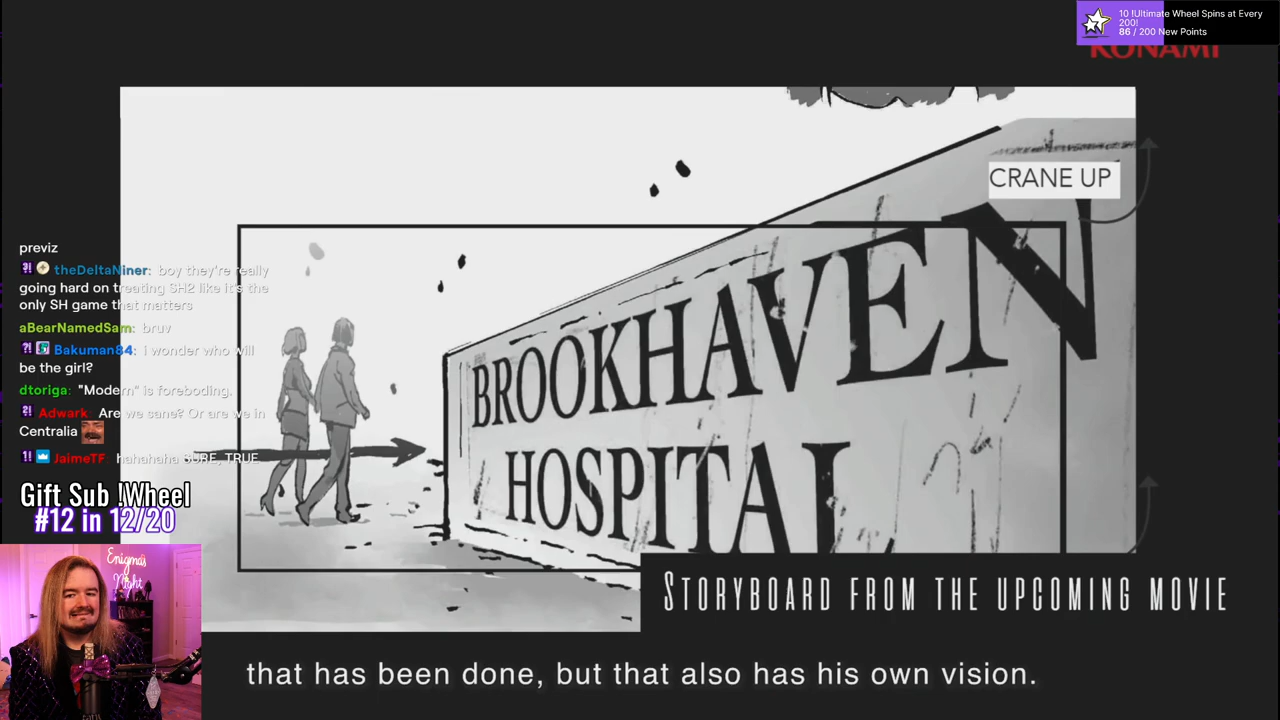 10 !Ultimate Wheel Spins at Every
200!
86 / 200 New Points
KONAMI
CRANE UP
BROOKHAVEN
HOSPITAL
previz
theDeltaNiner: boy they're really
going hard on treating SH2 like it's the
only SH game that matters
aBearNamedSam: bruv
Bakuman84: i wonder who will
be the girl?
dtoriga: "Modern" is foreboding.
Adwark: Are we sane? Or are we in
Centralia
JaimeTF: hahahaha SURE, TRUE
Gift Sub !Wheel
#12 in 12/20
Enigma's
Night
STORYBOARD FROM THE UPCOMING MOVIE
that has been done, but that also has his own vision.